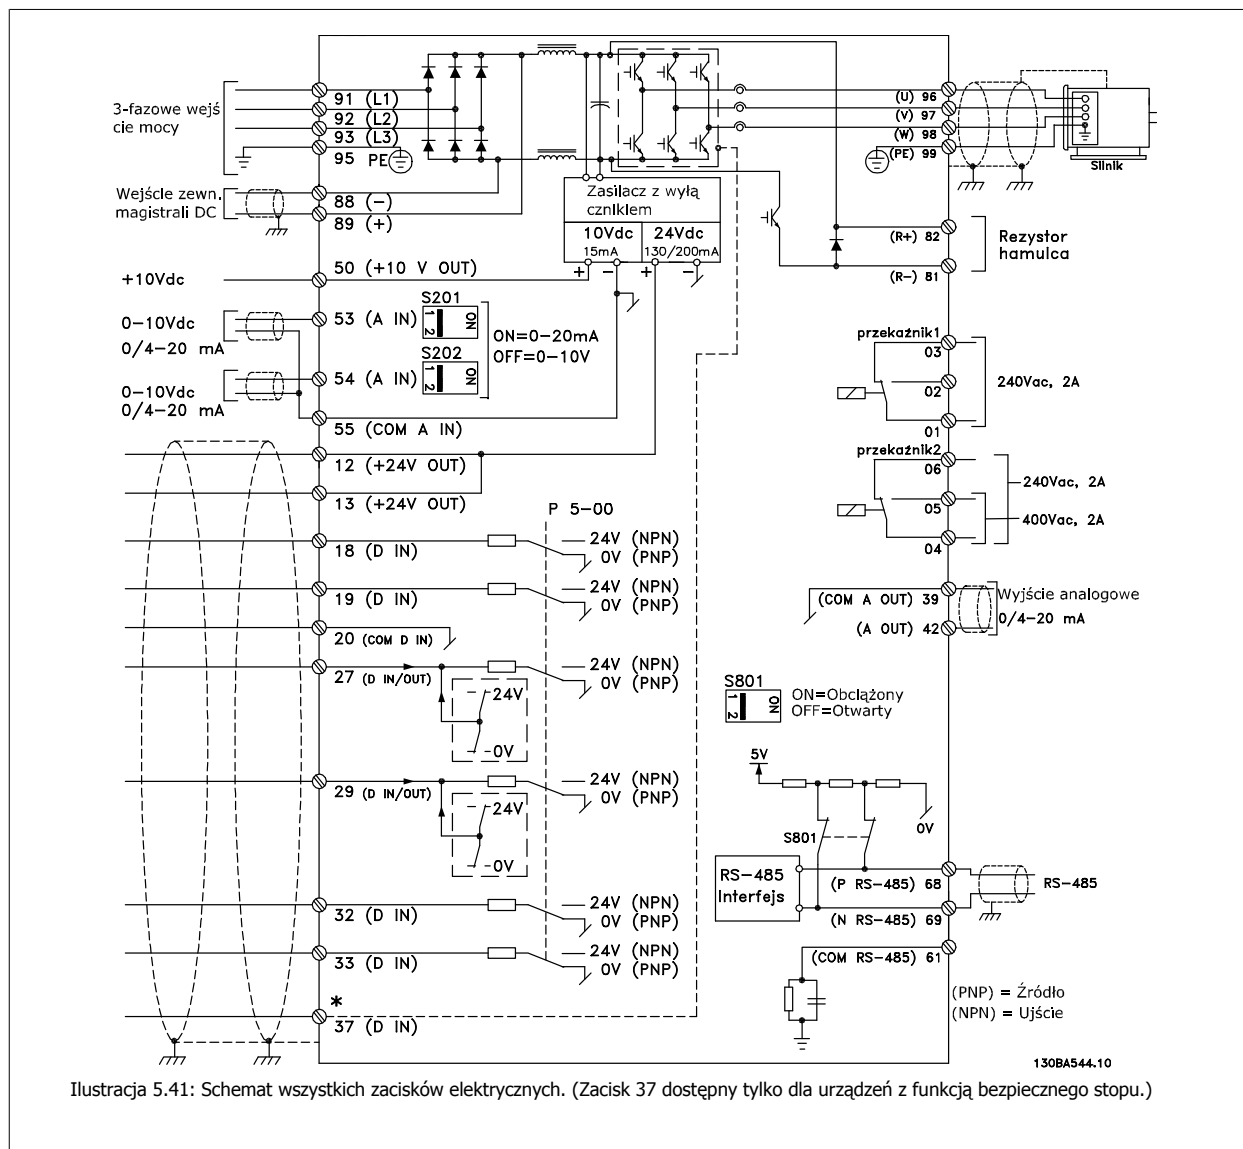 3-fazowe wejś
cie mocy
91 (L1)
92 (L2)
93 (L3)
95 PE
Wejście zewn.
magistrali DC
88 (−)
89 (+)
+10Vdc
50 (+10 V OUT)
0−10Vdc
0/4−20 mA
53 (A IN)
S201
1 2
ON
ON=0−20mA
OFF=0−10V
S202
1 2
ON
0−10Vdc
0/4−20 mA
54 (A IN)
55 (COM A IN)
12 (+24V OUT)
13 (+24V OUT)
P 5-00
18 (D IN)
24V (NPN)
0V (PNP)
19 (D IN)
24V (NPN)
0V (PNP)
20 (COM D IN)
27 (D IN/OUT)
24V (NPN)
0V (PNP)
24V
0V
29 (D IN/OUT)
24V (NPN)
0V (PNP)
24V
0V
32 (D IN)
24V (NPN)
0V (PNP)
33 (D IN)
24V (NPN)
0V (PNP)
*
37 (D IN)
Zasilacz z wyłą
cznikiem
10Vdc
15mA
24Vdc
130/200mA
+ − + −
(U) 96
(V) 97
(W) 98
(PE) 99
Silnik
(R+) 82
(R−) 81
Rezystor
hamulca
przekaźnik1
03
02
01
240Vac, 2A
przekaźnik2
06
05
04
240Vac, 2A
400Vac, 2A
(COM A OUT) 39
(A OUT) 42
Wyjście analogowe
0/4−20 mA
S801
1 2
ON
ON=Obciążony
OFF=Otwarty
5V
S801
0V
RS−485
Interfejs
(P RS−485) 68
(N RS−485) 69
RS−485
(COM RS−485) 61
(PNP) = Źródło
(NPN) = Ujście
130BA544.10
Ilustracja 5.41: Schemat wszystkich zacisków elektrycznych. (Zacisk 37 dostępny tylko dla urządzeń z funkcją bezpiecznego stopu.)